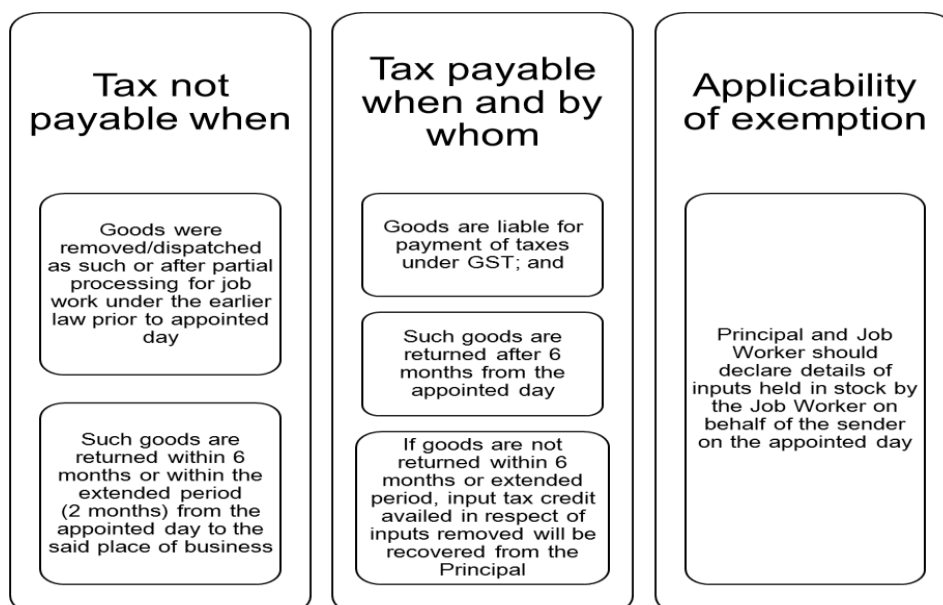 Tax not
payable when
Goods were
removed/dispatched
as such or after partial
processing for job
work under the earlier
law prior to appointed
day
Such goods are
returned within 6
months or within the
extended period
(2 months) from the
appointed day to the
said place of business
Tax payable
when and by
whom
Goods are liable for
payment of taxes
under GST; and
Such goods are
returned after 6
months from the
appointed day
If goods are not
returned within 6
months or extended
period, input tax credit
availed in respect of
inputs removed will be
recovered from the
Principal
Applicability
of exemption
Principal and Job
Worker should
declare details of
inputs held in stock by
the Job Worker on
behalf of the sender
on the appointed day